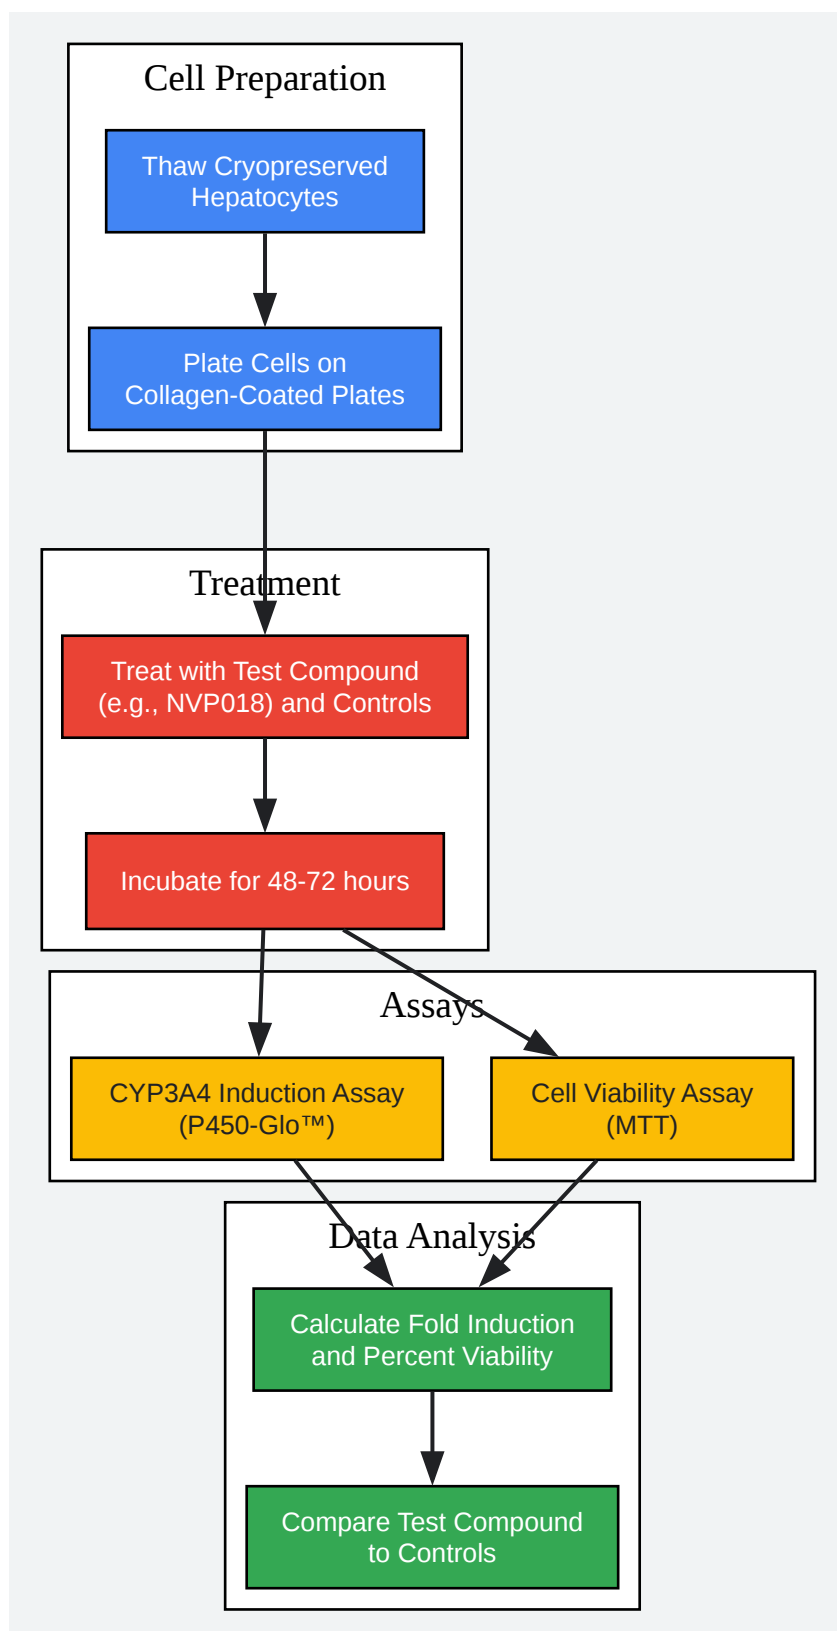 Cell Preparation
Thaw Cryopreserved
Hepatocytes
Plate Cells on
Collagen-Coated Plates
Treatment
Treat with Test Compound
(e.g., NVP018) and Controls
Incubate for 48-72 hours
Assays
CYP3A4 Induction Assay
(P450-Glo™)
Cell Viability Assay
(MTT)
Data Analysis
Calculate Fold Induction
and Percent Viability
Compare Test Compound
to Controls